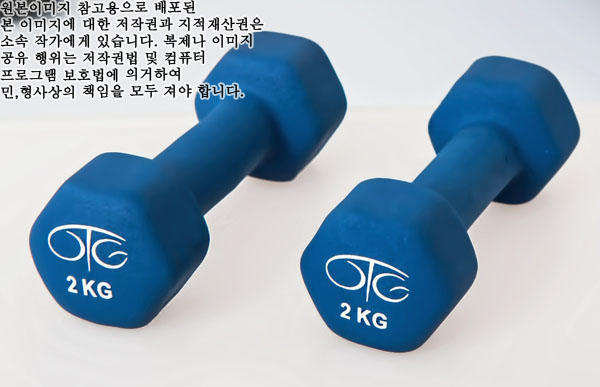 원본이미지 참고용으로 배포된
본 이미지에 대한 저작권과 지적재산권은
소속 작가에게 있습니다. 복제나 이미지
공유 행위는 저작권법 및 컴퓨터
프로그램 보호법에 의거하여
민,형사상의 책임을 모두 져야 합니다.
OTG
2 KG
OTG
2 KG